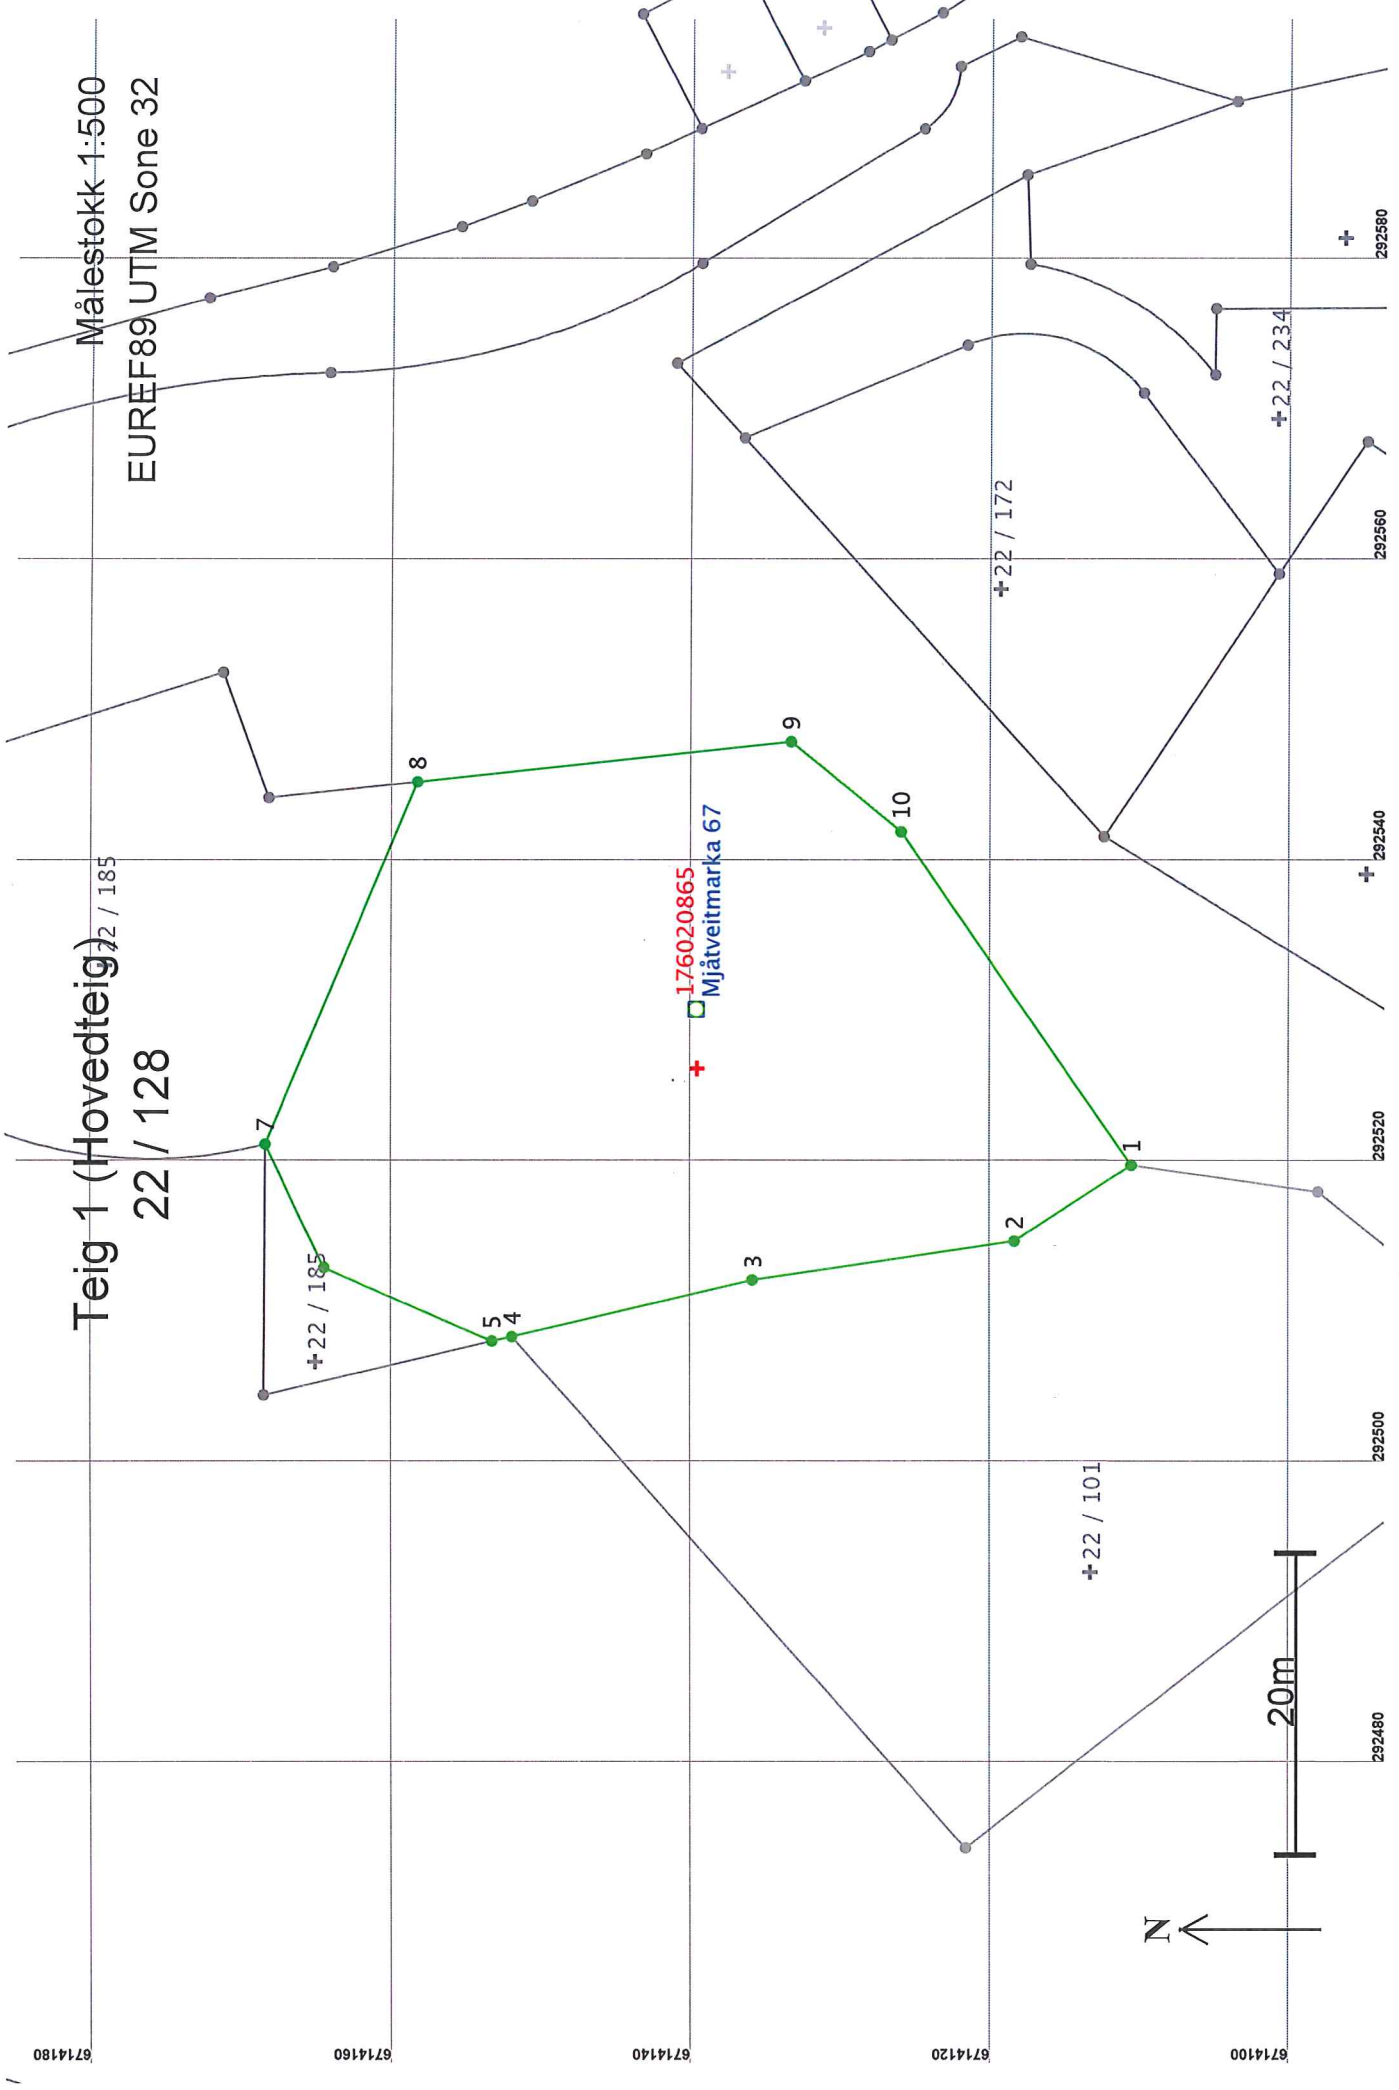 Teig 1 (Hovedteig)
22 / 128
Målestokk 1:500
EUREF89 UTM Sone 32
22 / 185
22 / 185
22 / 172
22 / 234
22 / 101
176020865
Mjåtveitmarka 67
1
2
3
4
5
7
8
9
10
N
20m
6714180
6714160
6714140
6714120
6714100
292480
292500
292520
292540
292560
292580